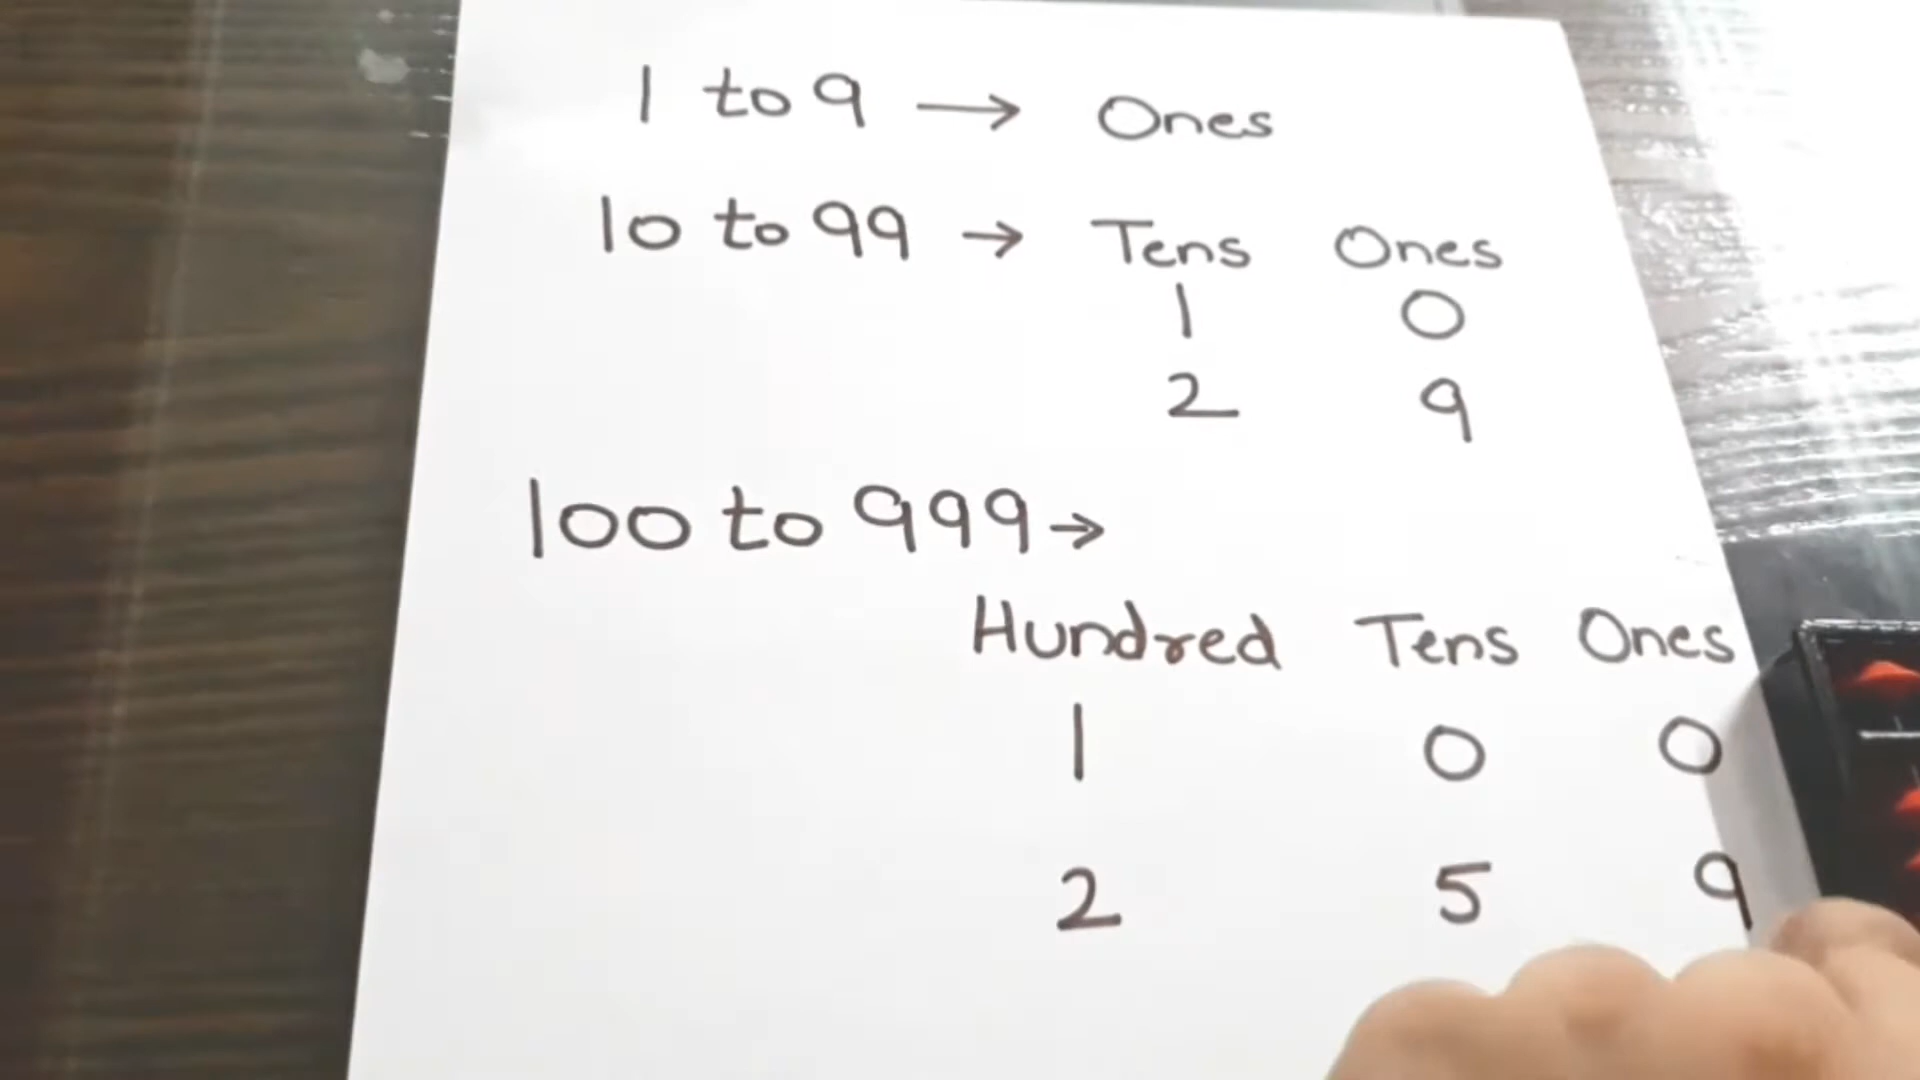 1 to 9 → Ones
10 to 99 → Tens Ones
1 0
2 9
100 to 999 →
Hundred Tens Ones
1 0 0
2 5 9